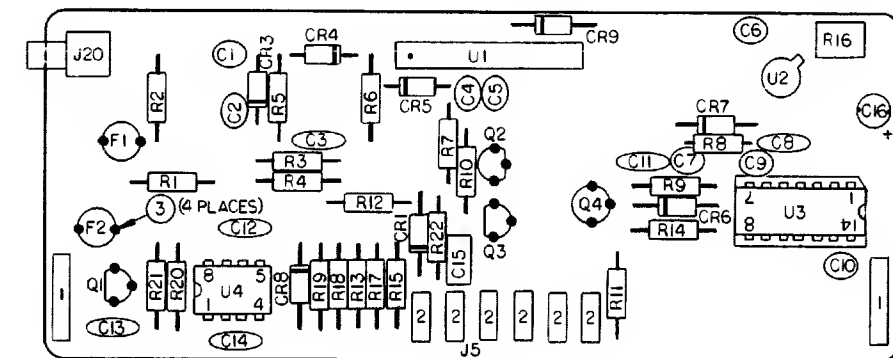 J20
C1
CR3
CR4
U1
CR9
C6
R16
U2
R2
C2
R5
R6
CR5
C4
C5
CR7
C16
+
F1
C3
R7
R10
Q2
R8
C8
C11
C7
C9
R3
R4
R1
R9
7
1
3 (4 PLACES)
R12
CR1
R22
Q4
CR6
U3
F2
C12
Q3
R14
8
14
Q1
R21
R20
8
5
U4
1
4
CR8
R19
R18
R13
R17
R15
C15
R11
C10
1
1
2
2
2
2
2
2
C13
C14
J5